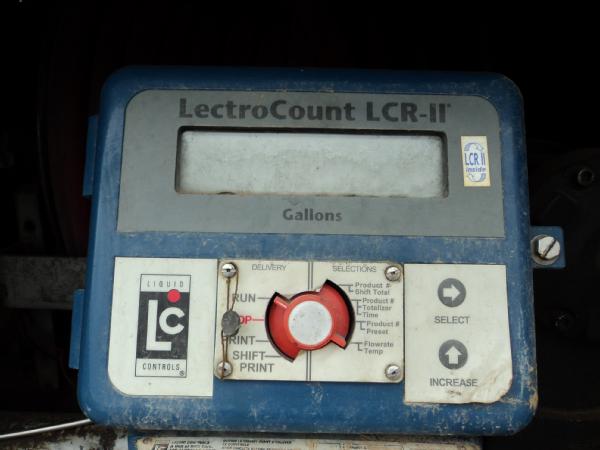 LectroCount LCR-II
LCR II
inside
Gallons
LIQUID
LC
CONTROLS
DELIVERY
SELECTIONS
RUN
PRINT
SHIFT
PRINT
Product #
Shift Total
Product #
Totalizer
Time
Product #
Preset
Flowrate
Temp
SELECT
INCREASE